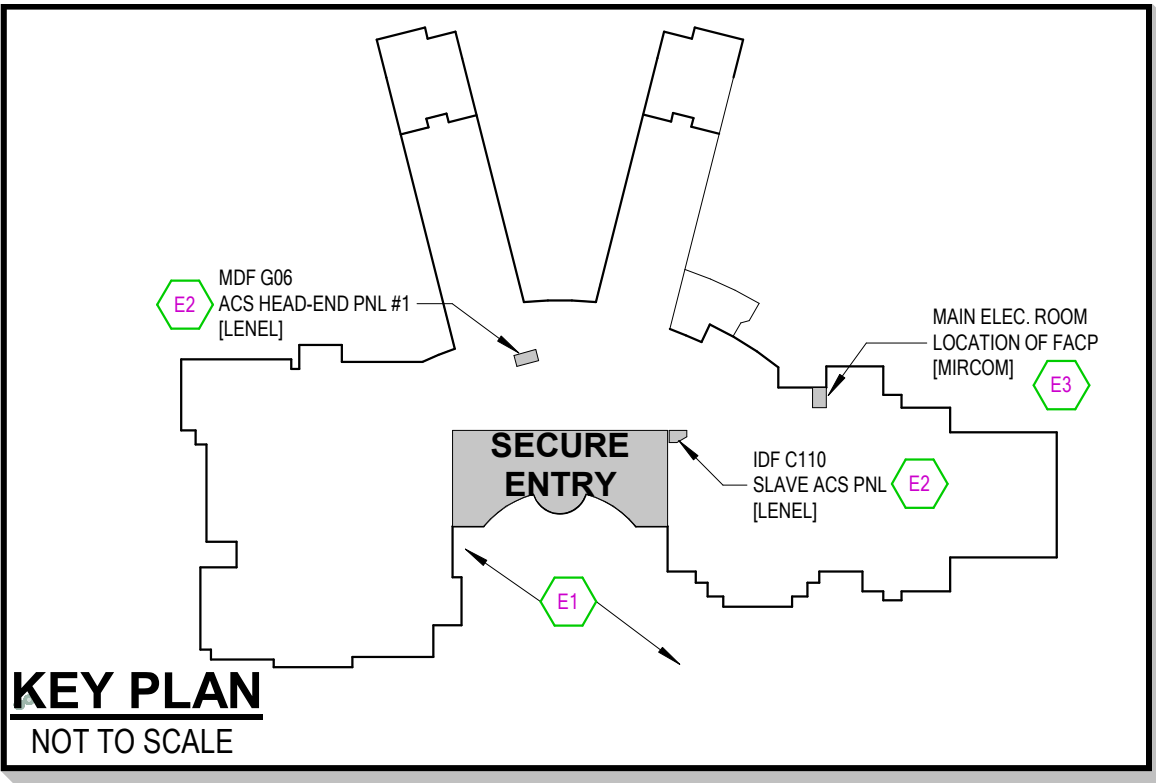 MDF G06
E2
ACS HEAD-END PNL #1
[LENEL]
MAIN ELEC. ROOM
LOCATION OF FACP
[MIRCOM]
E3
SECURE
ENTRY
IDF C110
SLAVE ACS PNL
E2
[LENEL]
E1
KEY PLAN
NOT TO SCALE